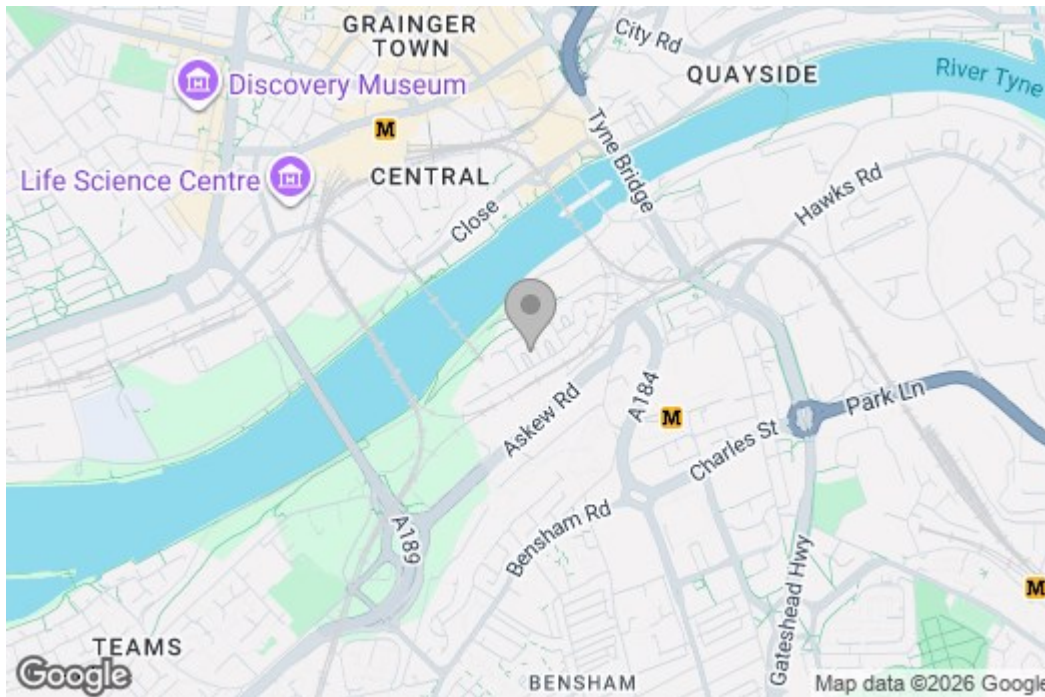 GRAINGER
TOWN
City Rd
QUAYSIDE
River Tyne
Discovery Museum
M
Tyne Bridge
Life Science Centre
CENTRAL
Close
Hawks Rd
Askew Rd
A184
M
Park Ln
Charles St
Bensham Rd
A189
Gateshead Hwy
M
TEAMS
BENSHAM
Google
Map data ©2026 Google